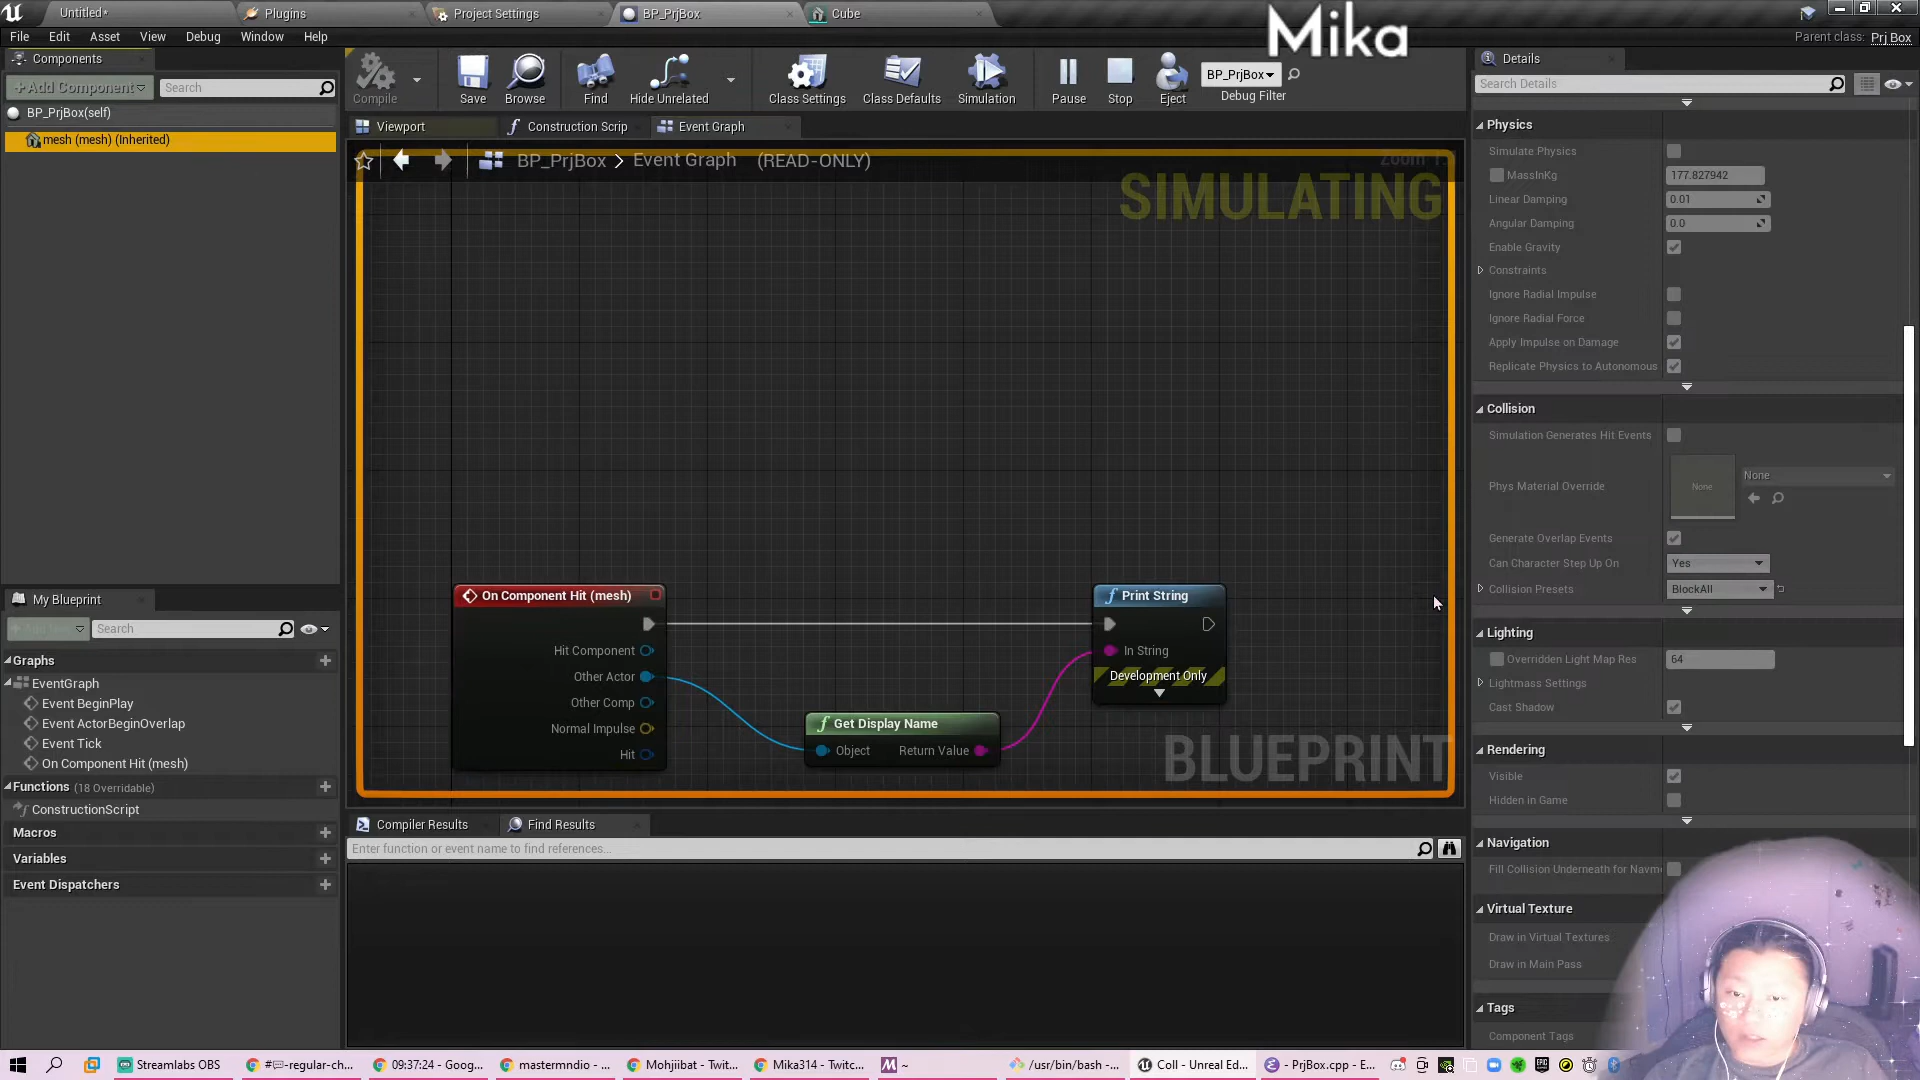 Untitled*
Plugins
Project Settings
BP_PrjBox
Cube
Mika
File Edit Asset View Debug Window Help
Parent class: Prj Box
Components
+Add Component
Search
BP_PrjBox(self)
mesh (mesh) (Inherited)
Compile
Save
Browse
Find
Hide Unrelated
Class Settings
Class Defaults
Simulation
Pause
Stop
Eject
BP_PrjBox
Debug Filter
Viewport
Construction Scrip
Event Graph
BP_PrjBox > Event Graph (READ-ONLY)
SIMULATING
On Component Hit (mesh)
Hit Component
Other Actor
Other Comp
Normal Impulse
Hit
Get Display Name
Object
Return Value
Print String
In String
Development Only
BLUEPRINT
My Blueprint
Search
Graphs
EventGraph
Event BeginPlay
Event ActorBeginOverlap
Event Tick
On Component Hit (mesh)
Functions (18 Overridable)
ConstructionScript
Macros
Variables
Event Dispatchers
Compiler Results
Find Results
Enter function or event name to find references...
Details
Search Details
Physics
Simulate Physics
MassInKg 177.827942
Linear Damping 0.01
Angular Damping 0.0
Enable Gravity
Constraints
Ignore Radial Impulse
Ignore Radial Force
Apply Impulse on Damage
Replicate Physics to Autonomous
Collision
Simulation Generates Hit Events
Phys Material Override None None
Generate Overlap Events
Can Character Step Up On Yes
Collision Presets BlockAll
Lighting
Overridden Light Map Res 64
Lightmass Settings
Cast Shadow
Rendering
Visible
Hidden in Game
Navigation
Fill Collision Underneath for Navm
Virtual Texture
Draw in Virtual Textures
Draw in Main Pass
Tags
Component Tags
Streamlabs OBS
#💬-regular-ch...
09:37:24 - Goog...
mastermndio - ...
Mohjiibat - Twit...
Mika314 - Twitc...
~
/usr/bin/bash -...
Coll - Unreal Ed...
- PrjBox.cpp - E...